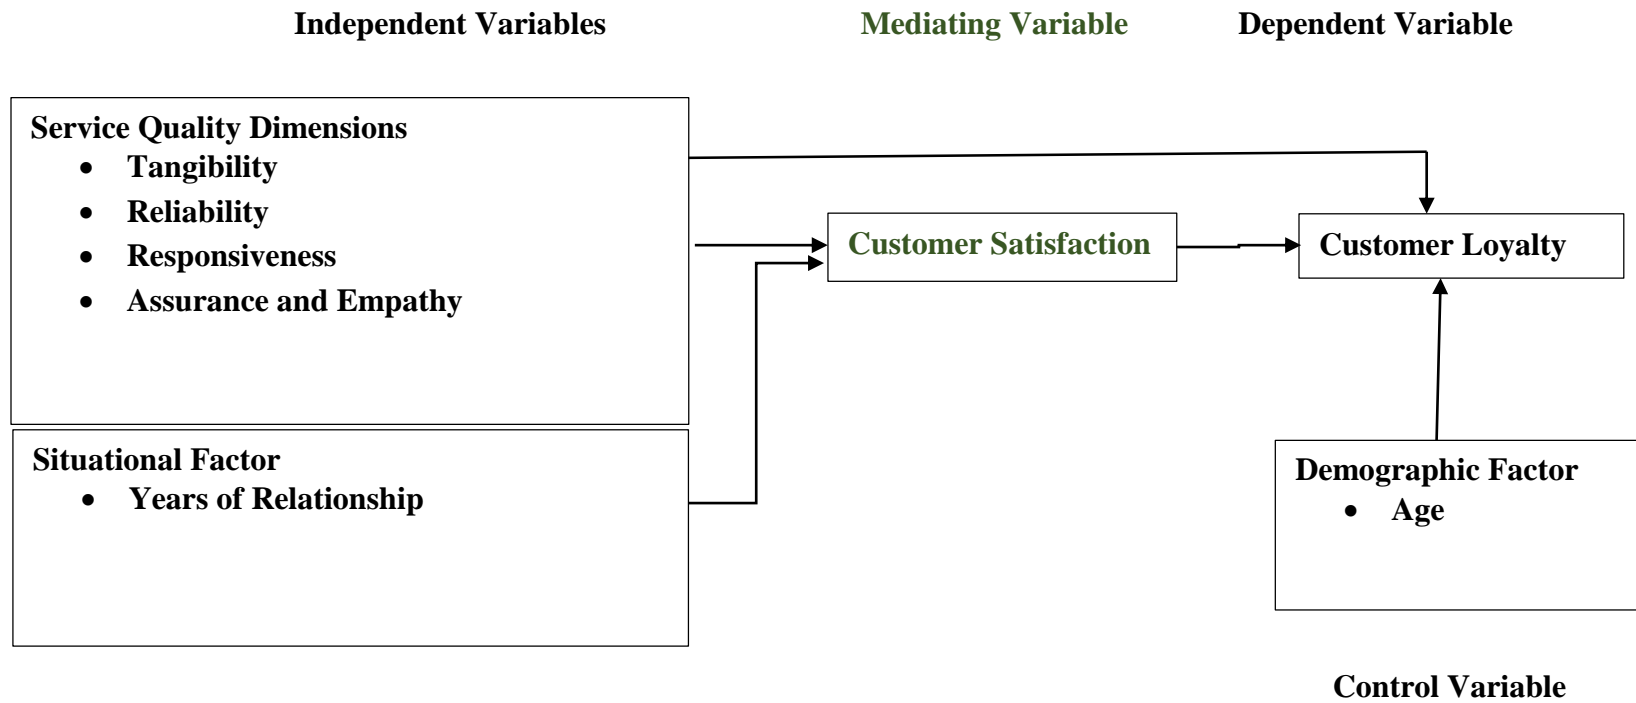 Independent Variables
Mediating Variable
Dependent Variable
Service Quality Dimensions
• Tangibility
• Reliability
• Responsiveness
• Assurance and Empathy
Customer Satisfaction
Customer Loyalty
Situational Factor
• Years of Relationship
Demographic Factor
• Age
Control Variable